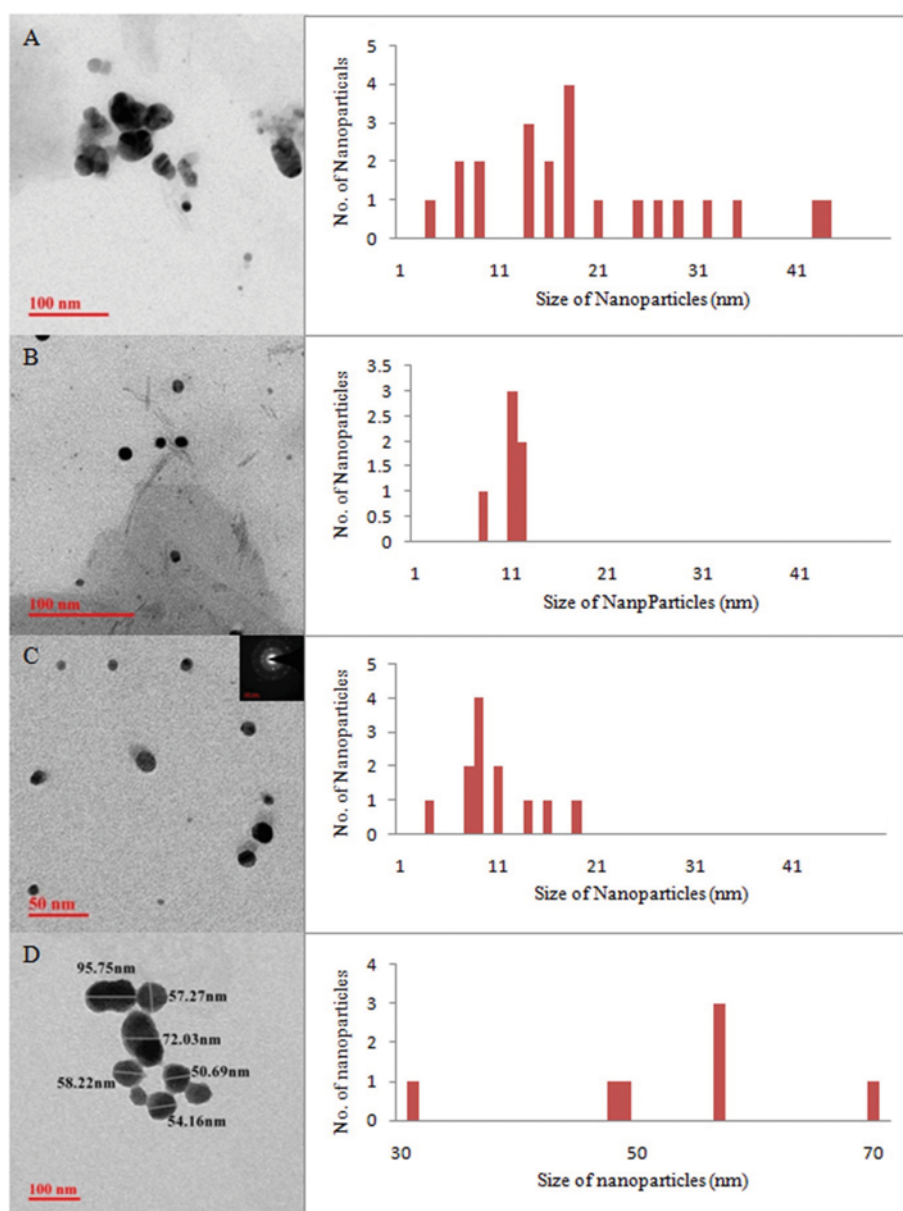 A
100 nm
5
4
3
2
1
0
No. of Nanoparticals
1 11 21 31 41
Size of Nanoparticles (nm)
B
100 nm
3.5
3
2.5
2
1.5
1
0.5
0
No. of Nanoparticles
1 11 21 31 41
Size of NanpParticles (nm)
C
50 nm
5
4
3
2
1
0
No. of Nanoparticles
1 11 21 31 41
Size of Nanoparticles (nm)
D
95.75nm
57.27nm
72.03nm
58.22nm
50.69nm
54.16nm
100 nm
4
3
2
1
0
No. of nanoparticles
30 50 70
Size of nanoparticles (nm)